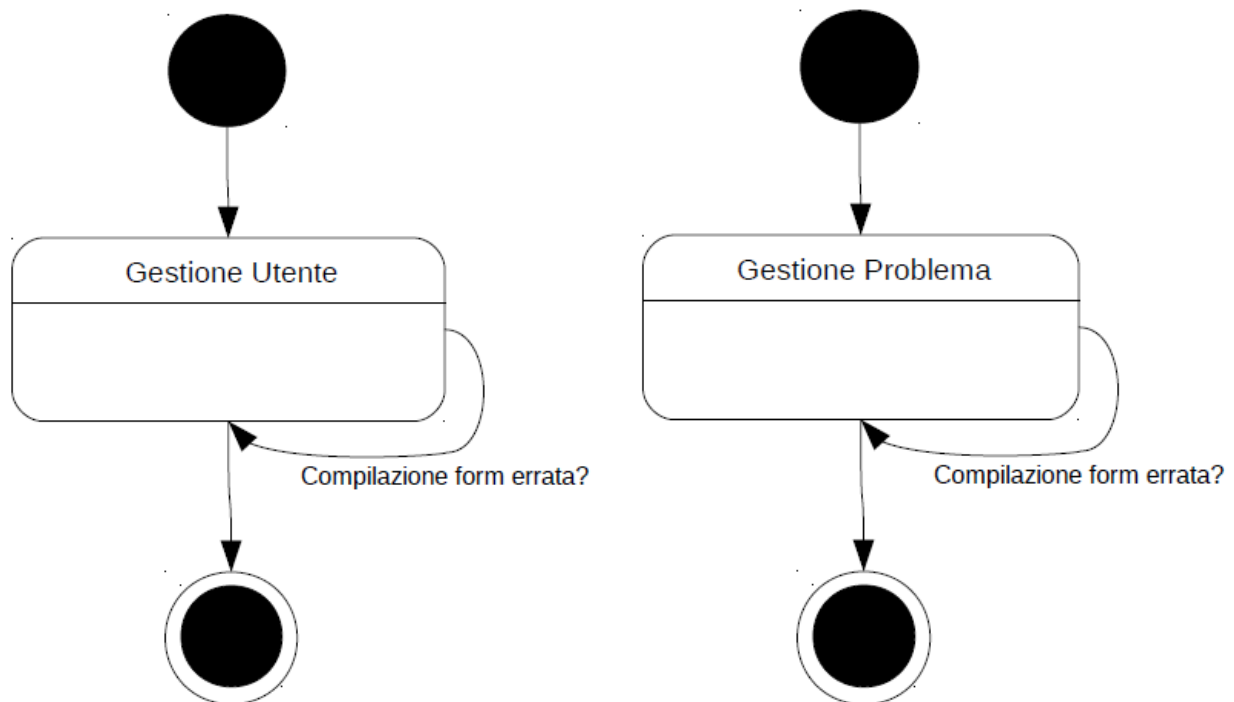 Gestione Utente
Gestione Problema
Compilazione form errata?
Compilazione form errata?